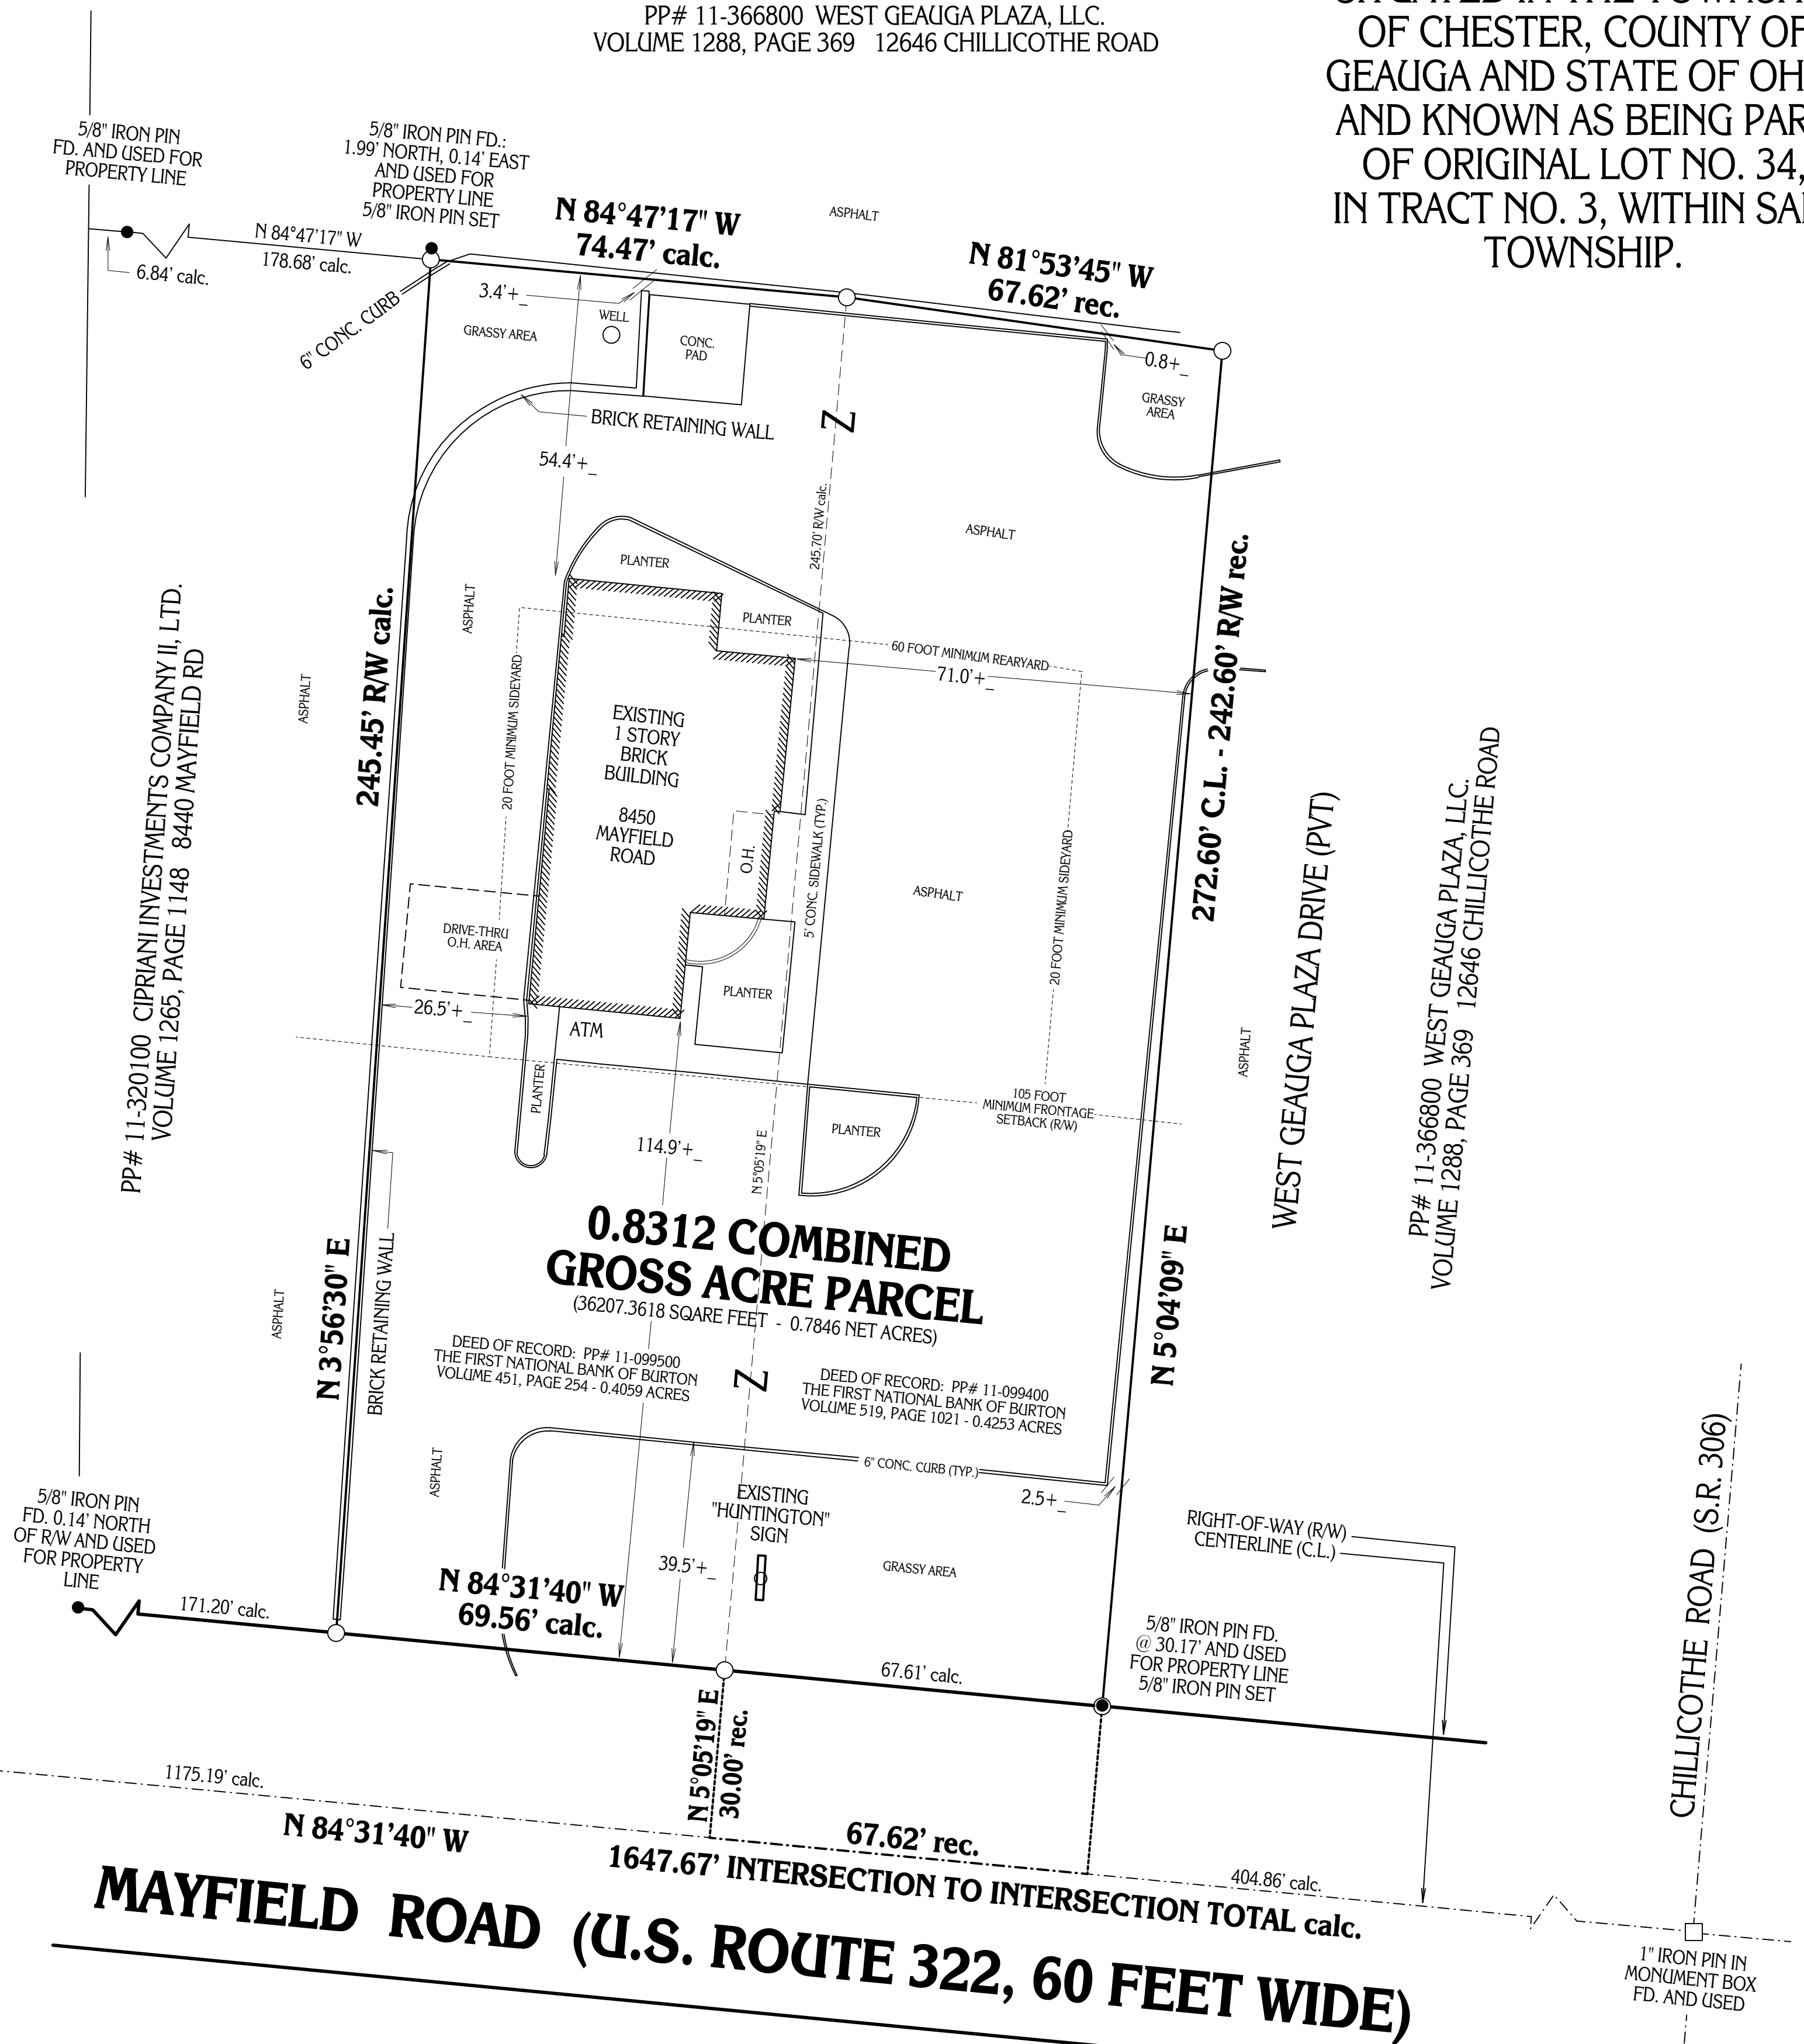 PP# 11-366800 WEST GEAUGA PLAZA, LLC.
VOLUME 1288, PAGE 369 12646 CHILLICOTHE ROAD
OF CHESTER, COUNTY OF
GEAUGA AND STATE OF OH
AND KNOWN AS BEING PAR
OF ORIGINAL LOT NO. 34,
IN TRACT NO. 3, WITHIN SA
TOWNSHIP.
5/8" IRON PIN
FD. AND USED FOR
PROPERTY LINE
5/8" IRON PIN FD.:
1.99' NORTH, 0.14' EAST
AND USED FOR
PROPERTY LINE
5/8" IRON PIN SET
N 84°47'17" W
74.47' calc.
ASPHALT
N 81°53'45" W
67.62' rec.
N 84°47'17" W
178.68' calc.
6.84' calc.
6" CONC. CURB
3.4'+_
GRASSY AREA
WELL
CONC.
PAD
0.8+_
GRASSY
AREA
BRICK RETAINING WALL
Z
54.4'+_
245.70' R/W calc.
ASPHALT
PLANTER
PLANTER
ASPHALT
60 FOOT MINIMUM REARYARD
71.0'+_
20 FOOT MINIMUM SIDEYARD
EXISTING
1 STORY
BRICK
BUILDING
8450
MAYFIELD
ROAD
O.H.
5' CONC. SIDEWALK (TYP.)
ASPHALT
20 FOOT MINIMUM SIDEYARD
245.45' R/W calc.
272.60' C.L. - 242.60' R/W rec.
ASPHALT
PP# 11-320100 CIPRIANI INVESTMENTS COMPANY II, LTD.
VOLUME 1265, PAGE 1148 8440 MAYFIELD RD
WEST GEAUGA PLAZA DRIVE (PVT)
PP# 11-366800 WEST GEAUGA PLAZA, LLC.
VOLUME 1288, PAGE 369 12646 CHILLICOTHE ROAD
DRIVE-THRU
O.H. AREA
PLANTER
26.5'+_
ATM
PLANTER
ASPHALT
105 FOOT
MINIMUM FRONTAGE
SETBACK (R/W)
PLANTER
114.9'+_
N 5°05'19" E
0.8312 COMBINED
GROSS ACRE PARCEL
(36207.3618 SQARE FEET - 0.7846 NET ACRES)
N 3°56'30" E
BRICK RETAINING WALL
ASPHALT
N 5°04'09" E
DEED OF RECORD: PP# 11-099500
THE FIRST NATIONAL BANK OF BURTON
VOLUME 451, PAGE 254 - 0.4059 ACRES
Z
DEED OF RECORD: PP# 11-099400
THE FIRST NATIONAL BANK OF BURTON
VOLUME 519, PAGE 1021 - 0.4253 ACRES
6" CONC. CURB (TYP.)
ASPHALT
2.5+_
EXISTING
"HUNTINGTON"
SIGN
39.5'+_
GRASSY AREA
5/8" IRON PIN
FD. 0.14' NORTH
OF R/W AND USED
FOR PROPERTY
LINE
171.20' calc.
N 84°31'40" W
69.56' calc.
67.61' calc.
RIGHT-OF-WAY (R/W)
CENTERLINE (C.L.)
5/8" IRON PIN FD.
@ 30.17' AND USED
FOR PROPERTY LINE
5/8" IRON PIN SET
CHILLICOTHE ROAD (S.R. 306)
N 5°05'19" E
30.00' rec.
1175.19' calc.
N 84°31'40" W
67.62' rec.
1647.67' INTERSECTION TO INTERSECTION TOTAL calc.
404.86' calc.
MAYFIELD ROAD (U.S. ROUTE 322, 60 FEET WIDE)
1" IRON PIN IN
MONUMENT BOX
FD. AND USED